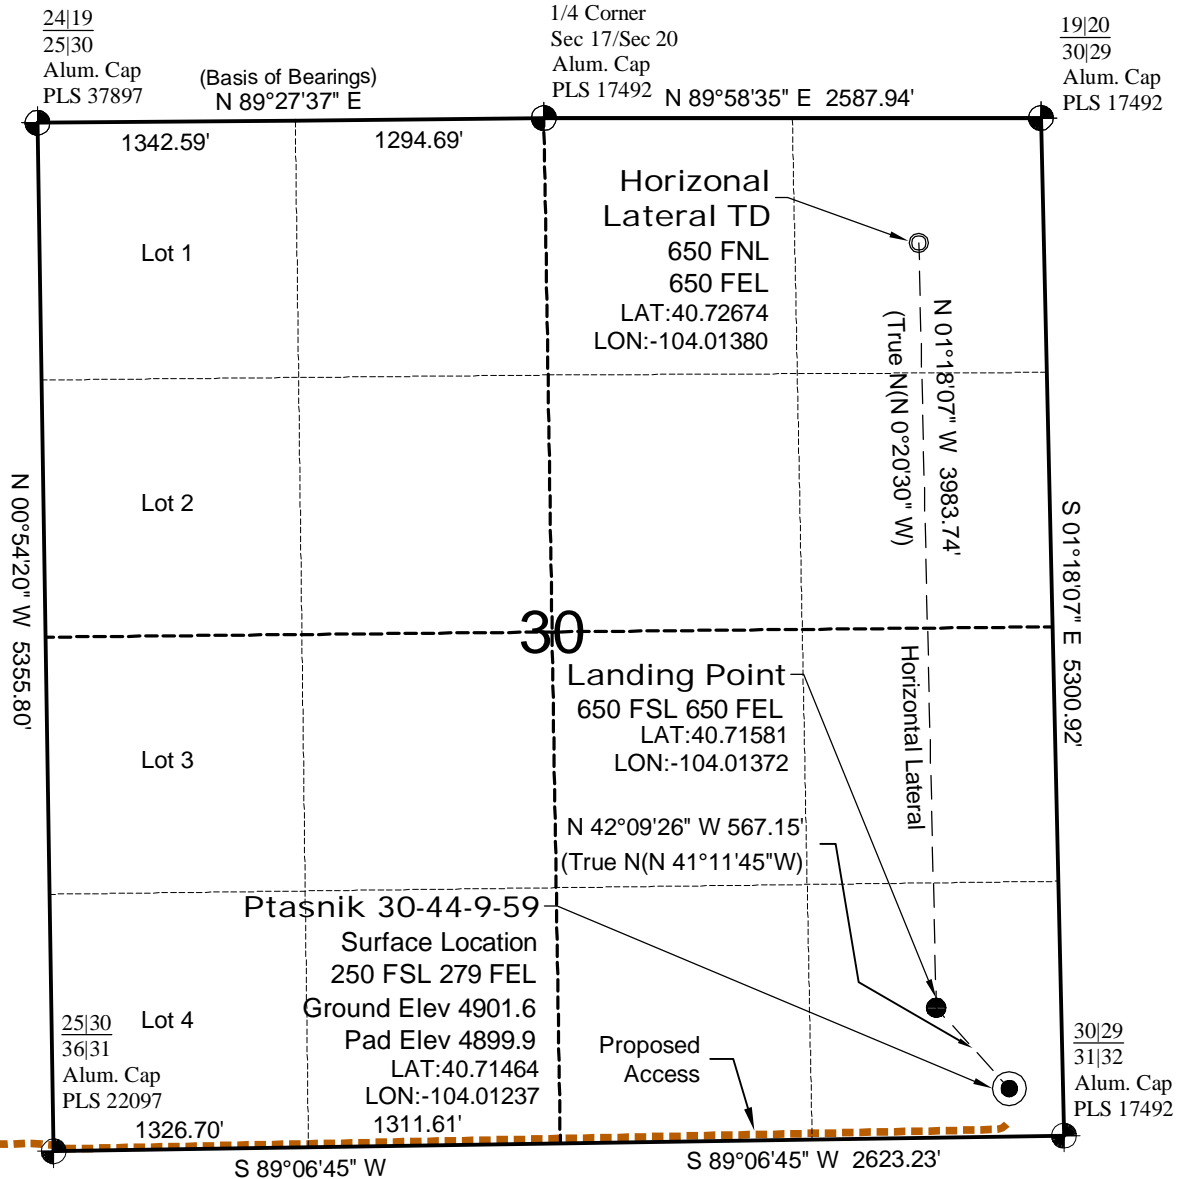 24|19
25|30
Alum. Cap
PLS 37897
(Basis of Bearings)
N 89°27'37" E
1/4 Corner
Sec 17/Sec 20
Alum. Cap
PLS 17492
N 89°58'35" E 2587.94'
19|20
30|29
Alum. Cap
PLS 17492
1342.59'
1294.69'
Horizonal
Lateral TD
650 FNL
650 FEL
LAT:40.72674
LON:-104.01380
Lot 1
N 01°18'07" W 3983.74'
(True N(N 0°20'30" W)
Lot 2
N 00°54'20" W 5355.80'
S 01°18'07" E 5300.92'
30
Horizontal Lateral
Landing Point
650 FSL 650 FEL
LAT:40.71581
LON:-104.01372
Lot 3
N 42°09'26" W 567.15'
(True N(N 41°11'45"W)
Ptasnik 30-44-9-59
Surface Location
250 FSL 279 FEL
Ground Elev 4901.6
Pad Elev 4899.9
LAT:40.71464
LON:-104.01237
Lot 4
25|30
36|31
Alum. Cap
PLS 22097
Proposed
Access
30|29
31|32
Alum. Cap
PLS 17492
1326.70'
1311.61'
S 89°06'45" W
S 89°06'45" W 2623.23'